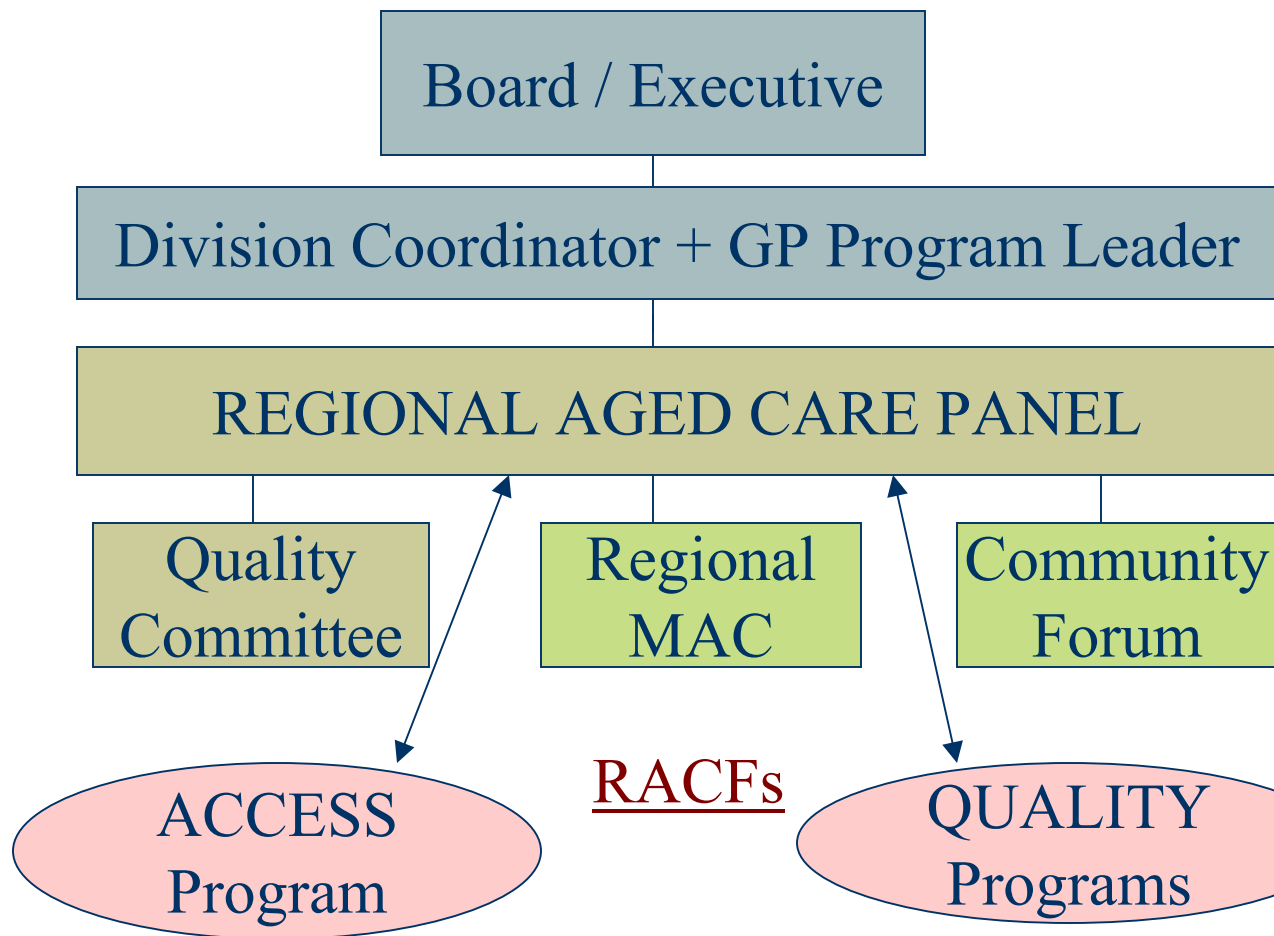 Board / Executive
Division Coordinator + GP Program Leader
REGIONAL AGED CARE PANEL
Quality
Committee
Regional
MAC
Community
Forum
RACFs
ACCESS
Program
QUALITY
Programs